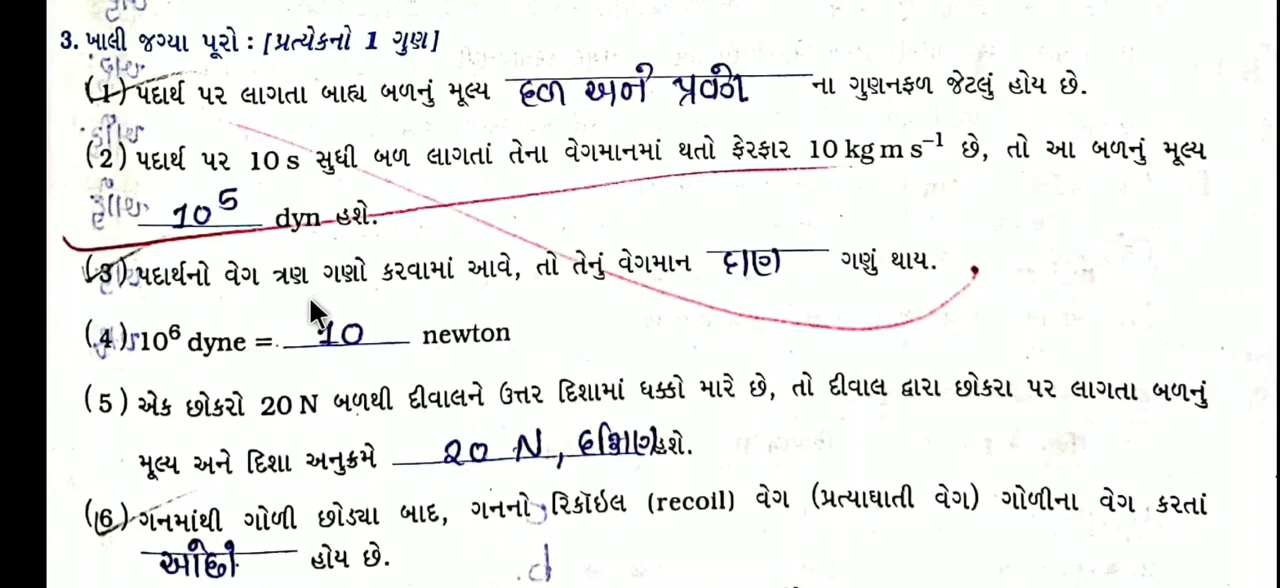 3. ખાલી જગ્યા પૂરો : [પ્રત્યેકનો 1 ગુણ]
(1) પદાર્થ પર લાગતા બાહ્ય બળનું મૂલ્ય દળ અને પ્રવેગ ના ગુણનફળ જેટલું હોય છે.
(2) પદાર્થ પર 10 s સુધી બળ લાગતાં તેના વેગમાનમાં થતો ફેરફાર 10 kg m s⁻¹ છે, તો આ બળનું મૂલ્ય
10⁵ dyn હશે.
(3) પદાર્થનો વેગ ત્રણ ગણો કરવામાં આવે, તો તેનું વેગમાન ગણું થાય.
(4) 10⁶ dyne = 10 newton
(5) એક છોકરો 20 N બળથી દીવાલને ઉત્તર દિશામાં ધક્કો મારે છે, તો દીવાલ દ્વારા છોકરા પર લાગતા બળનું
મૂલ્ય અને દિશા અનુક્રમે 20 N, દક્ષિણ હશે.
(6) ગનમાંથી ગોળી છોડ્યા બાદ, ગનનો રિકૉઇલ (recoil) વેગ (પ્રત્યાઘાતી વેગ) ગોળીના વેગ કરતાં
ઓછો હોય છે.